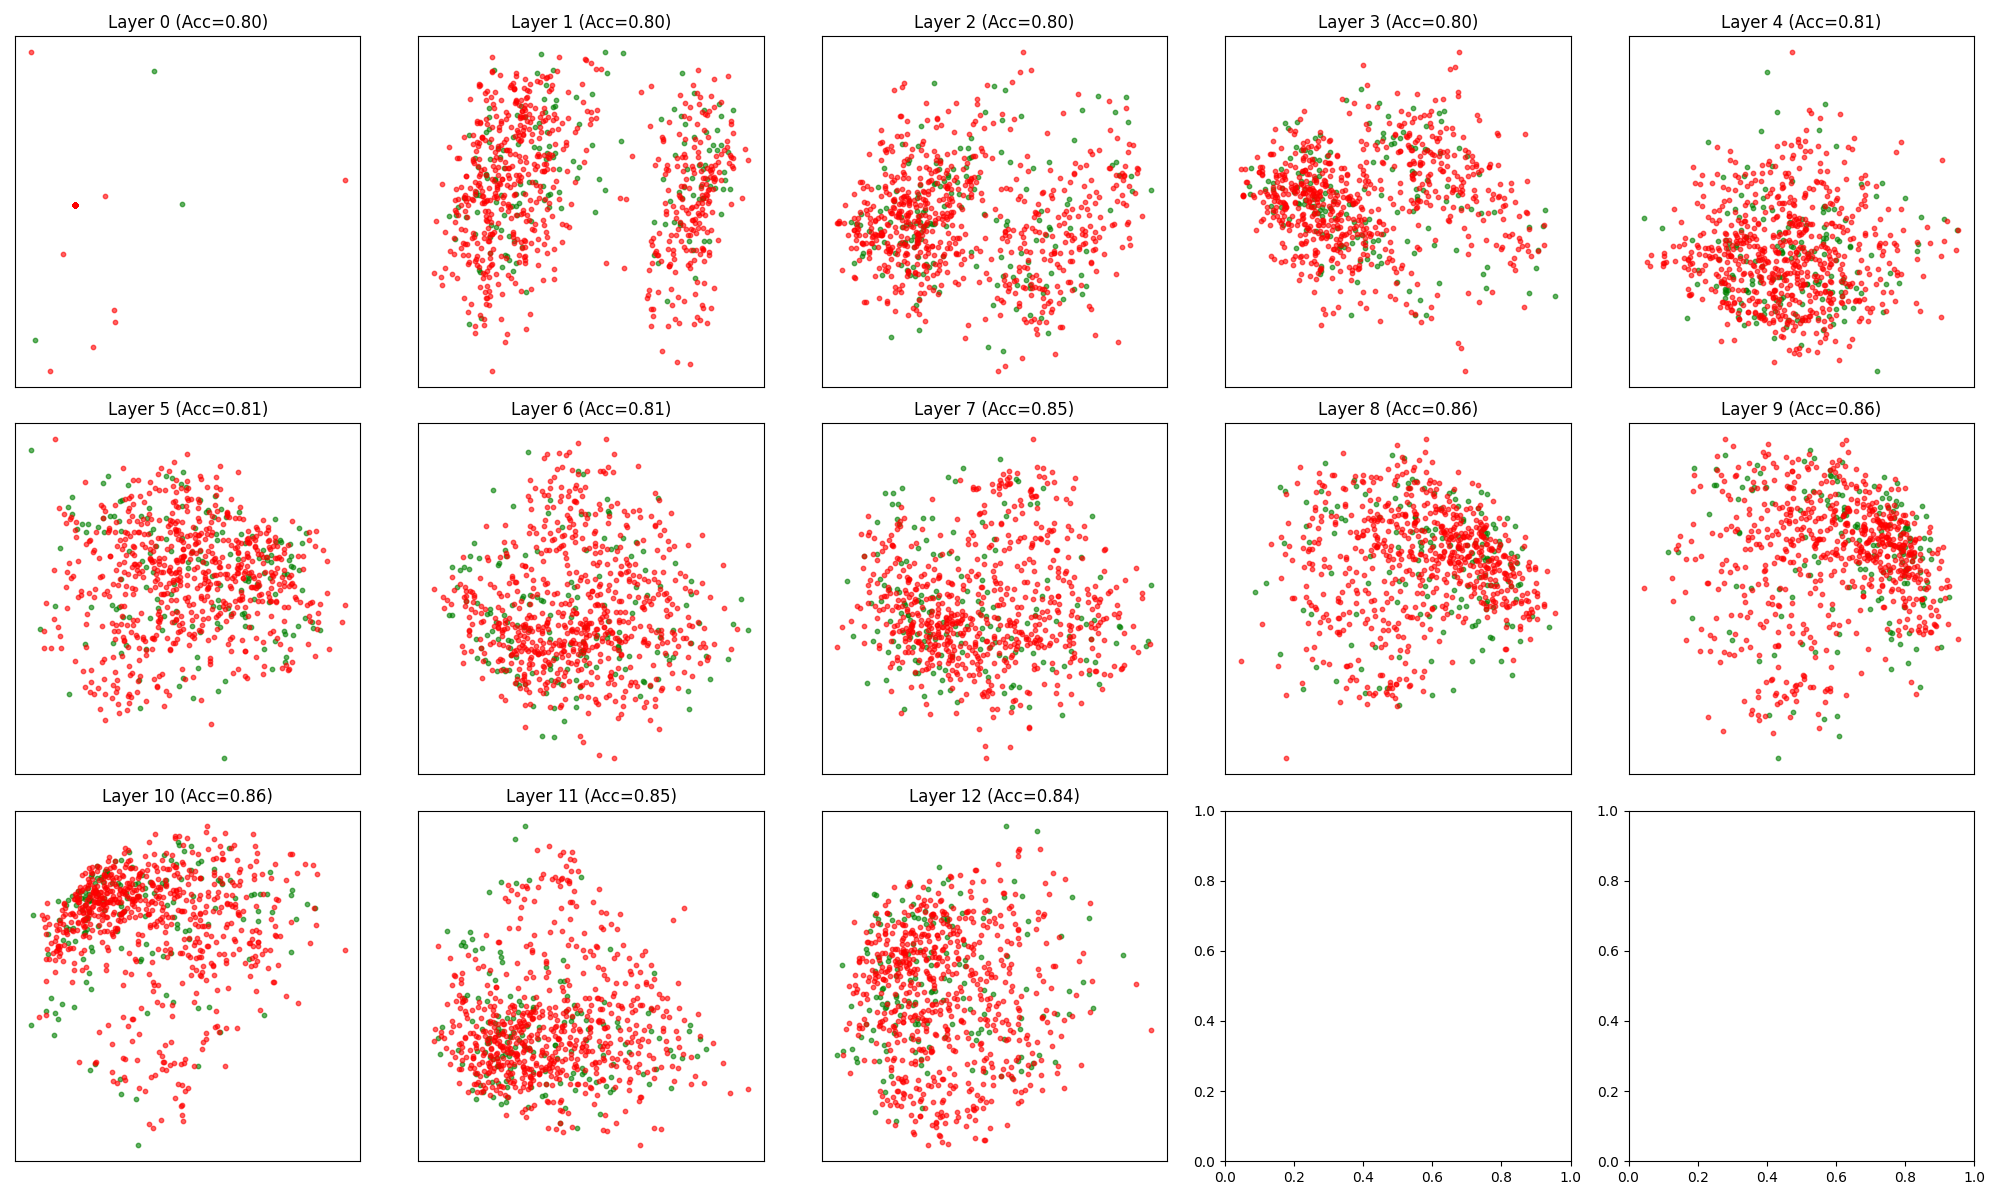 Layer 0 (Acc=0.80)
Layer 1 (Acc=0.80)
Layer 2 (Acc=0.80)
Layer 3 (Acc=0.80)
Layer 4 (Acc=0.81)
Layer 5 (Acc=0.81)
Layer 6 (Acc=0.81)
Layer 7 (Acc=0.85)
Layer 8 (Acc=0.86)
Layer 9 (Acc=0.86)
Layer 10 (Acc=0.86)
Layer 11 (Acc=0.85)
Layer 12 (Acc=0.84)
1.0
0.8
0.6
0.4
0.2
0.0
0.0 0.2 0.4 0.6 0.8 1.0
1.0
0.8
0.6
0.4
0.2
0.0
0.0 0.2 0.4 0.6 0.8 1.0